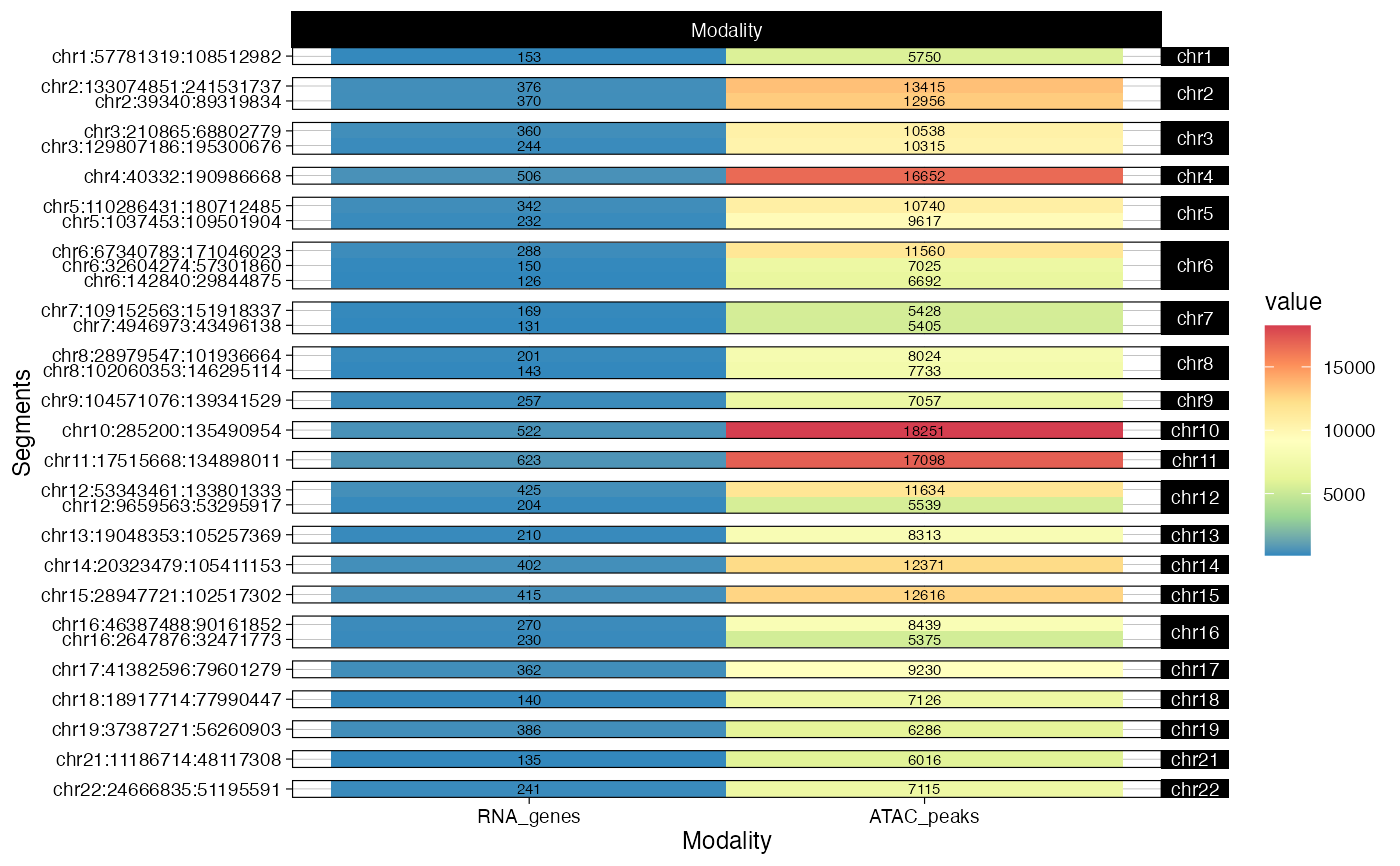 Modality
chr1:57781319:108512982 153 5750 chr1
chr2:133074851:241531737 376 13415 chr2
chr2:39340:89319834 370 12956
chr3:210865:68802779 360 10538 chr3
chr3:129807186:195300676 244 10315
chr4:40332:190986668 506 16652 chr4
chr5:110286431:180712485 342 10740 chr5
chr5:1037453:109501904 232 9617
chr6:67340783:171046023 288 11560
chr6:32604274:57301860 150 7025 chr6
chr6:142840:29844875 126 6692
chr7:109152563:151918337 169 5428 chr7
chr7:4946973:43496138 131 5405
chr8:28979547:101936664 201 8024 chr8
chr8:102060353:146295114 143 7733
chr9:104571076:139341529 257 7057 chr9
chr10:285200:135490954 522 18251 chr10
chr11:17515668:134898011 623 17098 chr11
chr12:53343461:133801333 425 11634 chr12
chr12:9659563:53295917 204 5539
chr13:19048353:105257369 210 8313 chr13
chr14:20323479:105411153 402 12371 chr14
chr15:28947721:102517302 415 12616 chr15
chr16:46387488:90161852 270 8439 chr16
chr16:2647876:32471773 230 5375
chr17:41382596:79601279 362 9230 chr17
chr18:18917714:77990447 140 7126 chr18
chr19:37387271:56260903 386 6286 chr19
chr21:11186714:48117308 135 6016 chr21
chr22:24666835:51195591 241 7115 chr22
RNA_genes ATAC_peaks
Modality
Segments
value
15000
10000
5000